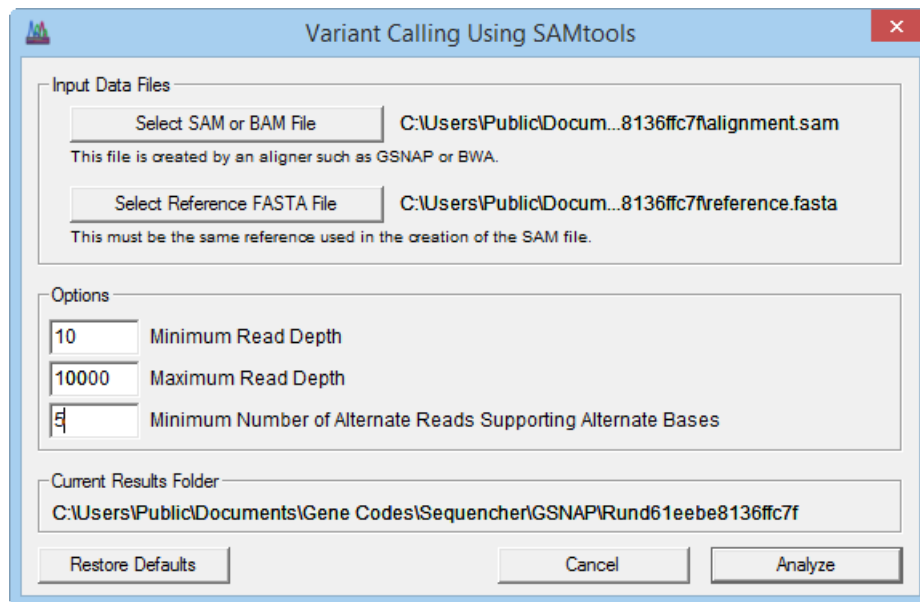 Variant Calling Using SAMtools
Input Data Files
Select SAM or BAM File C:\Users\Public\Docum...8136ffc7f\alignment.sam
This file is created by an aligner such as GSNAP or BWA.
Select Reference FASTA File C:\Users\Public\Docum...8136ffc7f\reference.fasta
This must be the same reference used in the creation of the SAM file.
Options
10 Minimum Read Depth
10000 Maximum Read Depth
5 Minimum Number of Alternate Reads Supporting Alternate Bases
Current Results Folder
C:\Users\Public\Documents\Gene Codes\Sequencher\GSNAP\Rund61eebe8136ffc7f
Restore Defaults Cancel Analyze